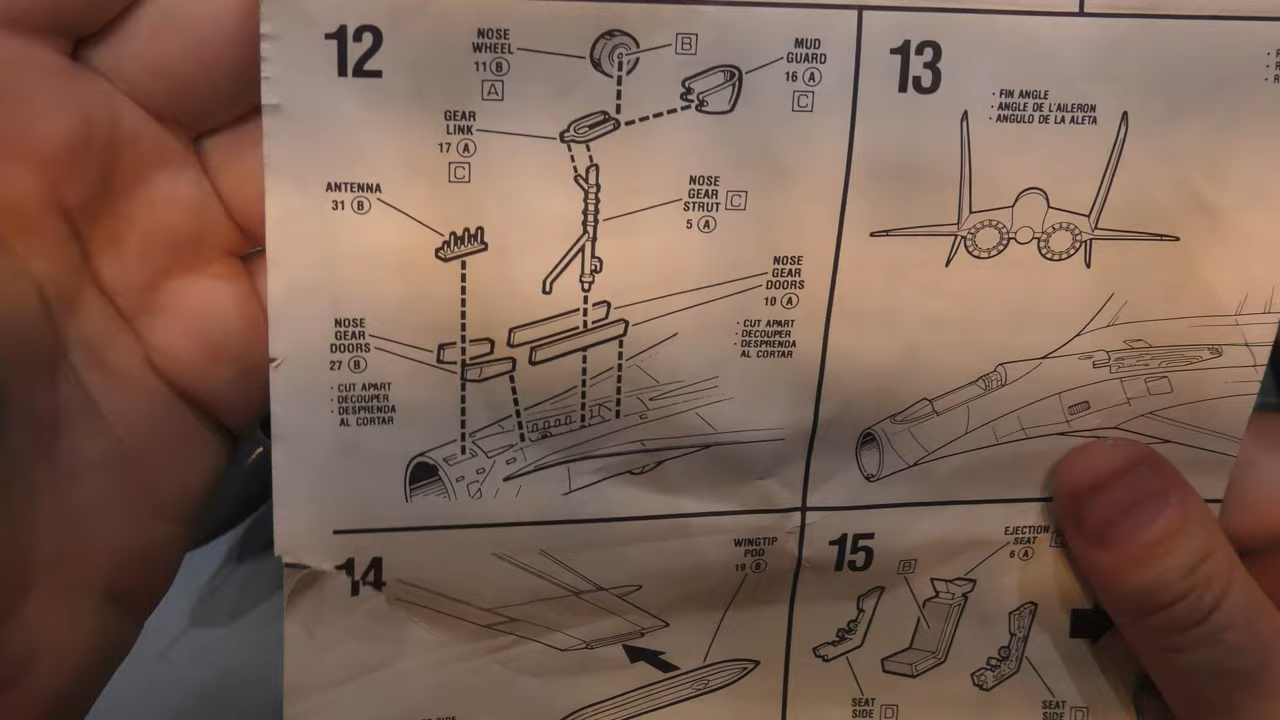 12
NOSE
WHEEL
11 B
A
B
MUD
GUARD
16 A
C
GEAR
LINK
17 A
C
ANTENNA
31 B
NOSE
GEAR
STRUT
5 A
C
NOSE
GEAR
DOORS
10 A
· CUT APART
· DECOUPER
· DESPRENDA
AL CORTAR
NOSE
GEAR
DOORS
27 B
· CUT APART
· DECOUPER
· DESPRENDA
AL CORTAR
13
· FIN ANGLE
· ANGLE DE L'AILERON
· ANGULO DE LA ALETA
14
WINGTIP
POD
19 B
15
EJECTION
SEAT
6 A
B
SEAT
SIDE D
SEAT
SIDE D